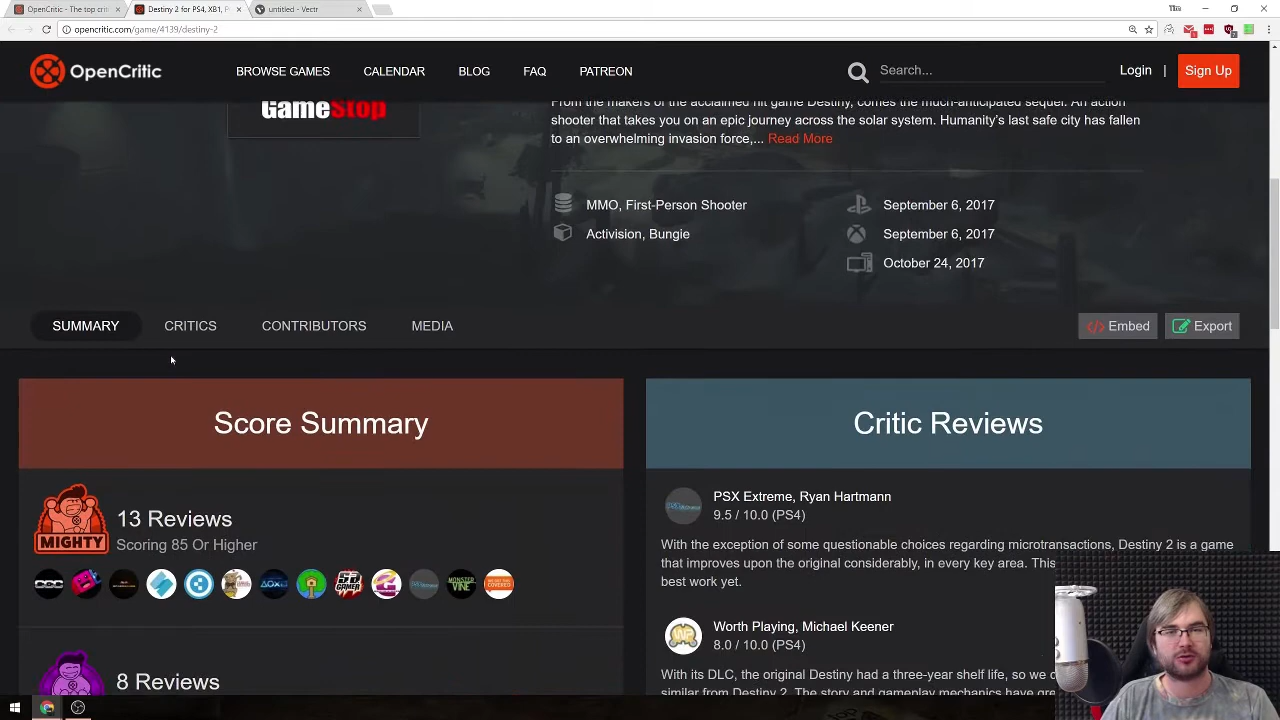 OpenCritic - The top crit
Destiny 2 for PS4, XB1, P
untitled - Vectr
opencritic.com/game/4139/destiny-2
OpenCritic
BROWSE GAMES
CALENDAR
BLOG
FAQ
PATREON
Search...
Login
|
Sign Up
GameStop
From the makers of the acclaimed hit game Destiny, comes the much-anticipated sequel. An action
shooter that takes you on an epic journey across the solar system. Humanity's last safe city has fallen
to an overwhelming invasion force,... Read More
MMO, First-Person Shooter
September 6, 2017
Activision, Bungie
September 6, 2017
October 24, 2017
SUMMARY
CRITICS
CONTRIBUTORS
MEDIA
Embed
Export
Score Summary
MIGHTY
13 Reviews
Scoring 85 Or Higher
8 Reviews
Critic Reviews
PSX Extreme, Ryan Hartmann
9.5 / 10.0 (PS4)
With the exception of some questionable choices regarding microtransactions, Destiny 2 is a game
that improves upon the original considerably, in every key area. This
best work yet.
Worth Playing, Michael Keener
8.0 / 10.0 (PS4)
With its DLC, the original Destiny had a three-year shelf life, so we
similar from Destiny 2. The story and gameplay mechanics have